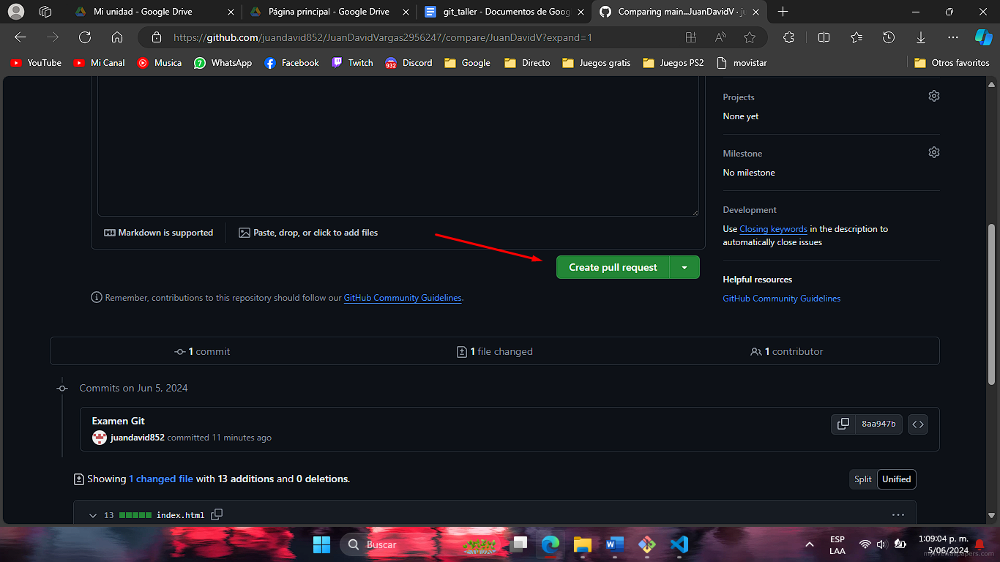 Mi unidad - Google Drive
Página principal - Google Drive
git_taller - Documentos de Goog
Comparing main...JuanDavidV · ju
https://github.com/juandavid852/JuanDavidVargas2956247/compare/JuanDavidV?expand=1
YouTube
Mi Canal
Musica
7
WhatsApp
Facebook
Twitch
932
Discord
Google
Directo
Juegos gratis
Juegos PS2
movistar
Otros favoritos
Projects
None yet
Milestone
No milestone
Development
Use Closing keywords in the description to
automatically close issues
Helpful resources
GitHub Community Guidelines
Markdown is supported
Paste, drop, or click to add files
Create pull request
Remember, contributions to this repository should follow our GitHub Community Guidelines.
1 commit
1 file changed
1 contributor
Commits on Jun 5, 2024
Examen Git
juandavid852 committed 11 minutes ago
8aa947b
Showing 1 changed file with 13 additions and 0 deletions.
Split
Unified
13
index.html
Buscar
ESP
LAA
1:09:04 p. m.
5/06/2024
mylivewallpapers.com